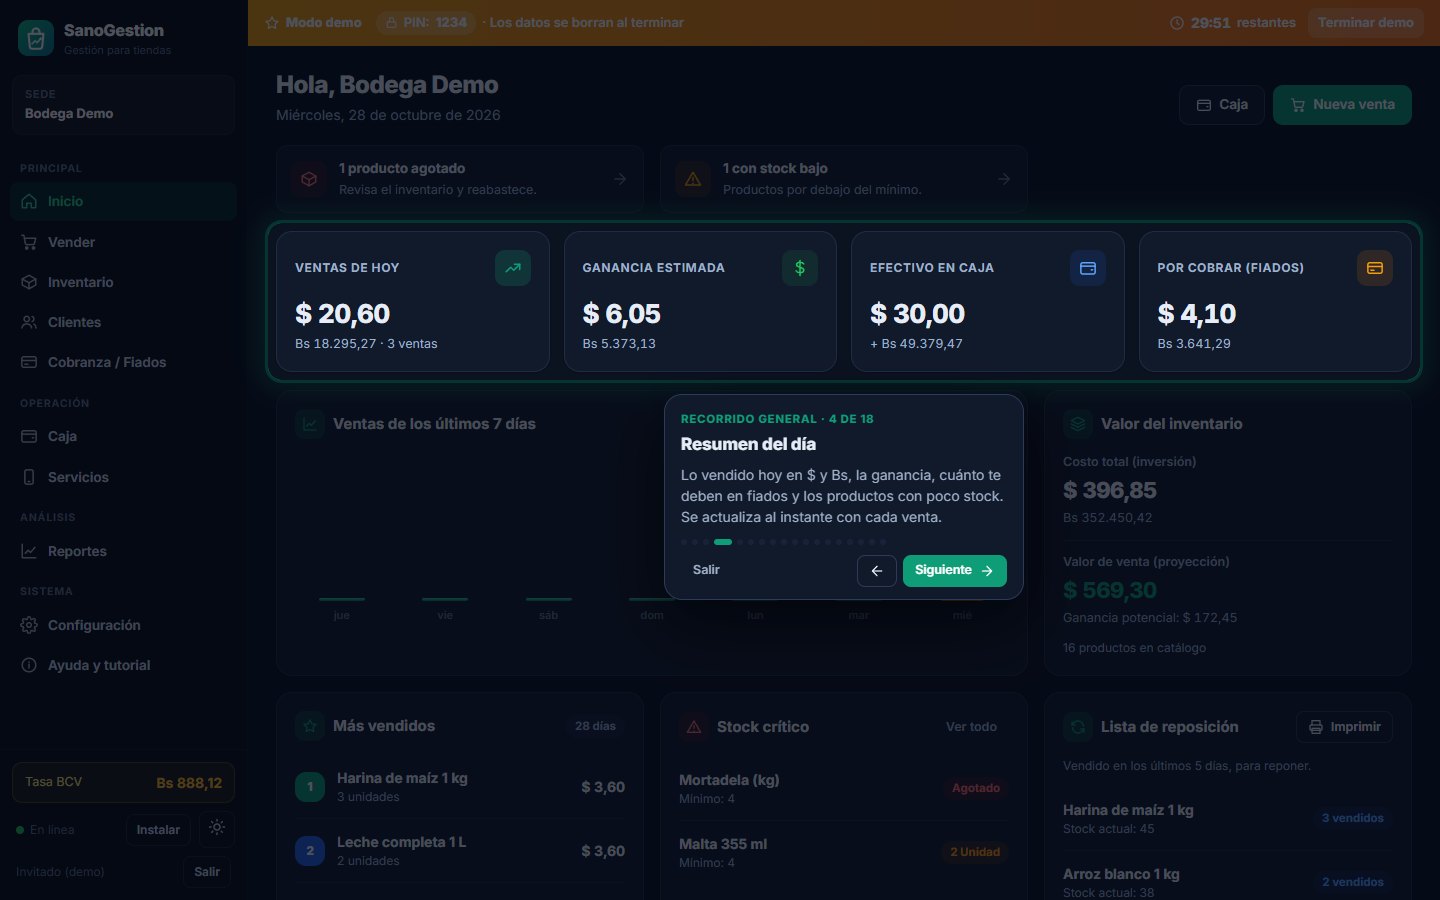 SanoGestion
Gestión para tiendas
SEDE
Bodega Demo
PRINCIPAL
Inicio
Vender
Inventario
Clientes
Cobranza / Fiados
OPERACIÓN
Caja
Servicios
ANÁLISIS
Reportes
SISTEMA
Configuración
Ayuda y tutorial
Tasa BCV Bs 888,12
En línea Instalar
Invitado (demo) Salir
Modo demo PIN: 1234 · Los datos se borran al terminar 29:51 restantes Terminar demo
Hola, Bodega Demo
Miércoles, 28 de octubre de 2026
Caja Nueva venta
1 producto agotado
Revisa el inventario y reabastece.
1 con stock bajo
Productos por debajo del mínimo.
VENTAS DE HOY
$ 20,60
Bs 18.295,27 · 3 ventas
GANANCIA ESTIMADA
$ 6,05
Bs 5.373,13
EFECTIVO EN CAJA
$ 30,00
+ Bs 49.379,47
POR COBRAR (FIADOS)
$ 4,10
Bs 3.641,29
Ventas de los últimos 7 días
jue vie sáb dom lun mar mié
RECORRIDO GENERAL · 4 DE 18
Resumen del día
Lo vendido hoy en $ y Bs, la ganancia, cuánto te
deben en fiados y los productos con poco stock.
Se actualiza al instante con cada venta.
Salir Siguiente
Valor del inventario
Costo total (inversión)
$ 396,85
Bs 352.450,42
Valor de venta (proyección)
$ 569,30
Ganancia potencial: $ 172,45
16 productos en catálogo
Más vendidos 28 días
1 Harina de maíz 1 kg $ 3,60
3 unidades
2 Leche completa 1 L $ 3,60
2 unidades
Stock crítico Ver todo
Mortadela (kg) Agotado
Mínimo: 4
Malta 355 ml 2 Unidad
Mínimo: 4
Lista de reposición Imprimir
Vendido en los últimos 5 días, para reponer.
Harina de maíz 1 kg 3 vendidos
Stock actual: 45
Arroz blanco 1 kg 2 vendidos
Stock actual: 38